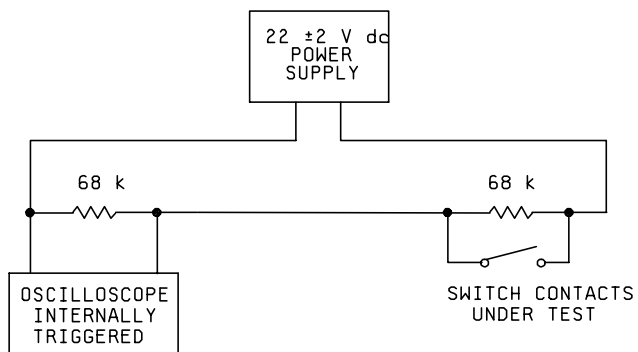 22 ±2 V dc
POWER
SUPPLY
68 k
68 k
OSCILLOSCOPE
INTERNALLY
TRIGGERED
SWITCH CONTACTS
UNDER TEST